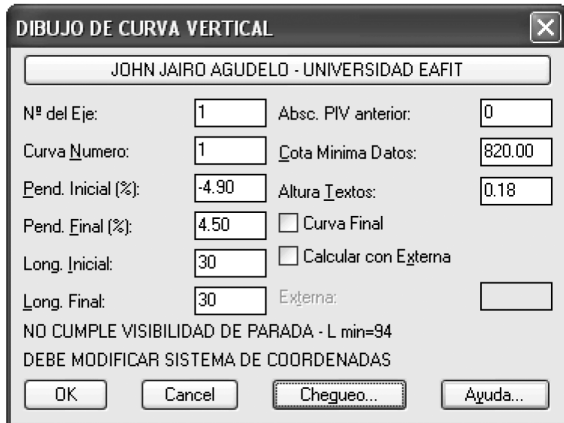 DIBUJO DE CURVA VERTICAL
JOHN JAIRO AGUDELO - UNIVERSIDAD EAFIT
Nº del Eje: 1 Absc. PIV anterior: 0
Curva Numero: 1 Cota Minima Datos: 820.00
Pend. Inicial (%): -4.90 Altura Textos: 0.18
Pend. Final (%): 4.50 Curva Final
Long. Inicial: 30 Calcular con Externa
Long. Final: 30 Externa:
NO CUMPLE VISIBILIDAD DE PARADA - L min=94
DEBE MODIFICAR SISTEMA DE COORDENADAS
OK Cancel Chequeo... Ayuda...